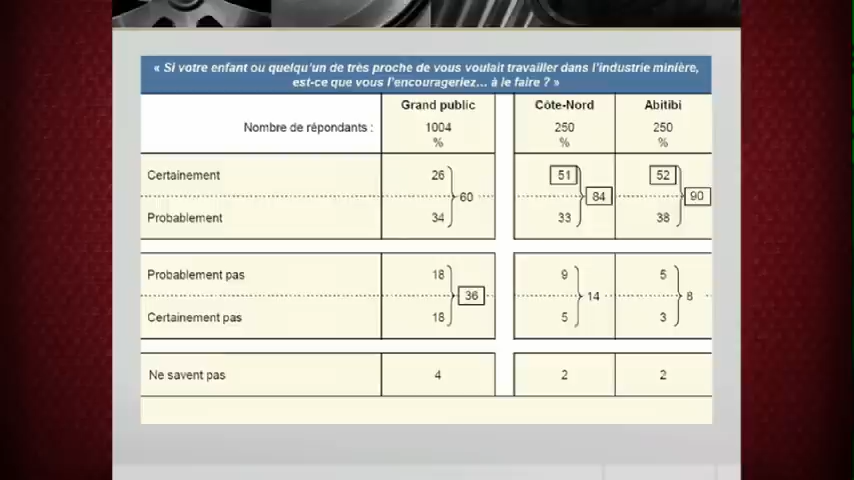 « Si votre enfant ou quelqu'un de très proche de vous voulait travailler dans l'industrie minière,
est-ce que vous l'encourageriez... à le faire ? »
Grand public Côte-Nord Abitibi
Nombre de répondants : 1004 250 250
% % %
Certainement 26 51 52
60 84 90
Probablement 34 33 38
Probablement pas 18 9 5
36 14 8
Certainement pas 18 5 3
Ne savent pas 4 2 2